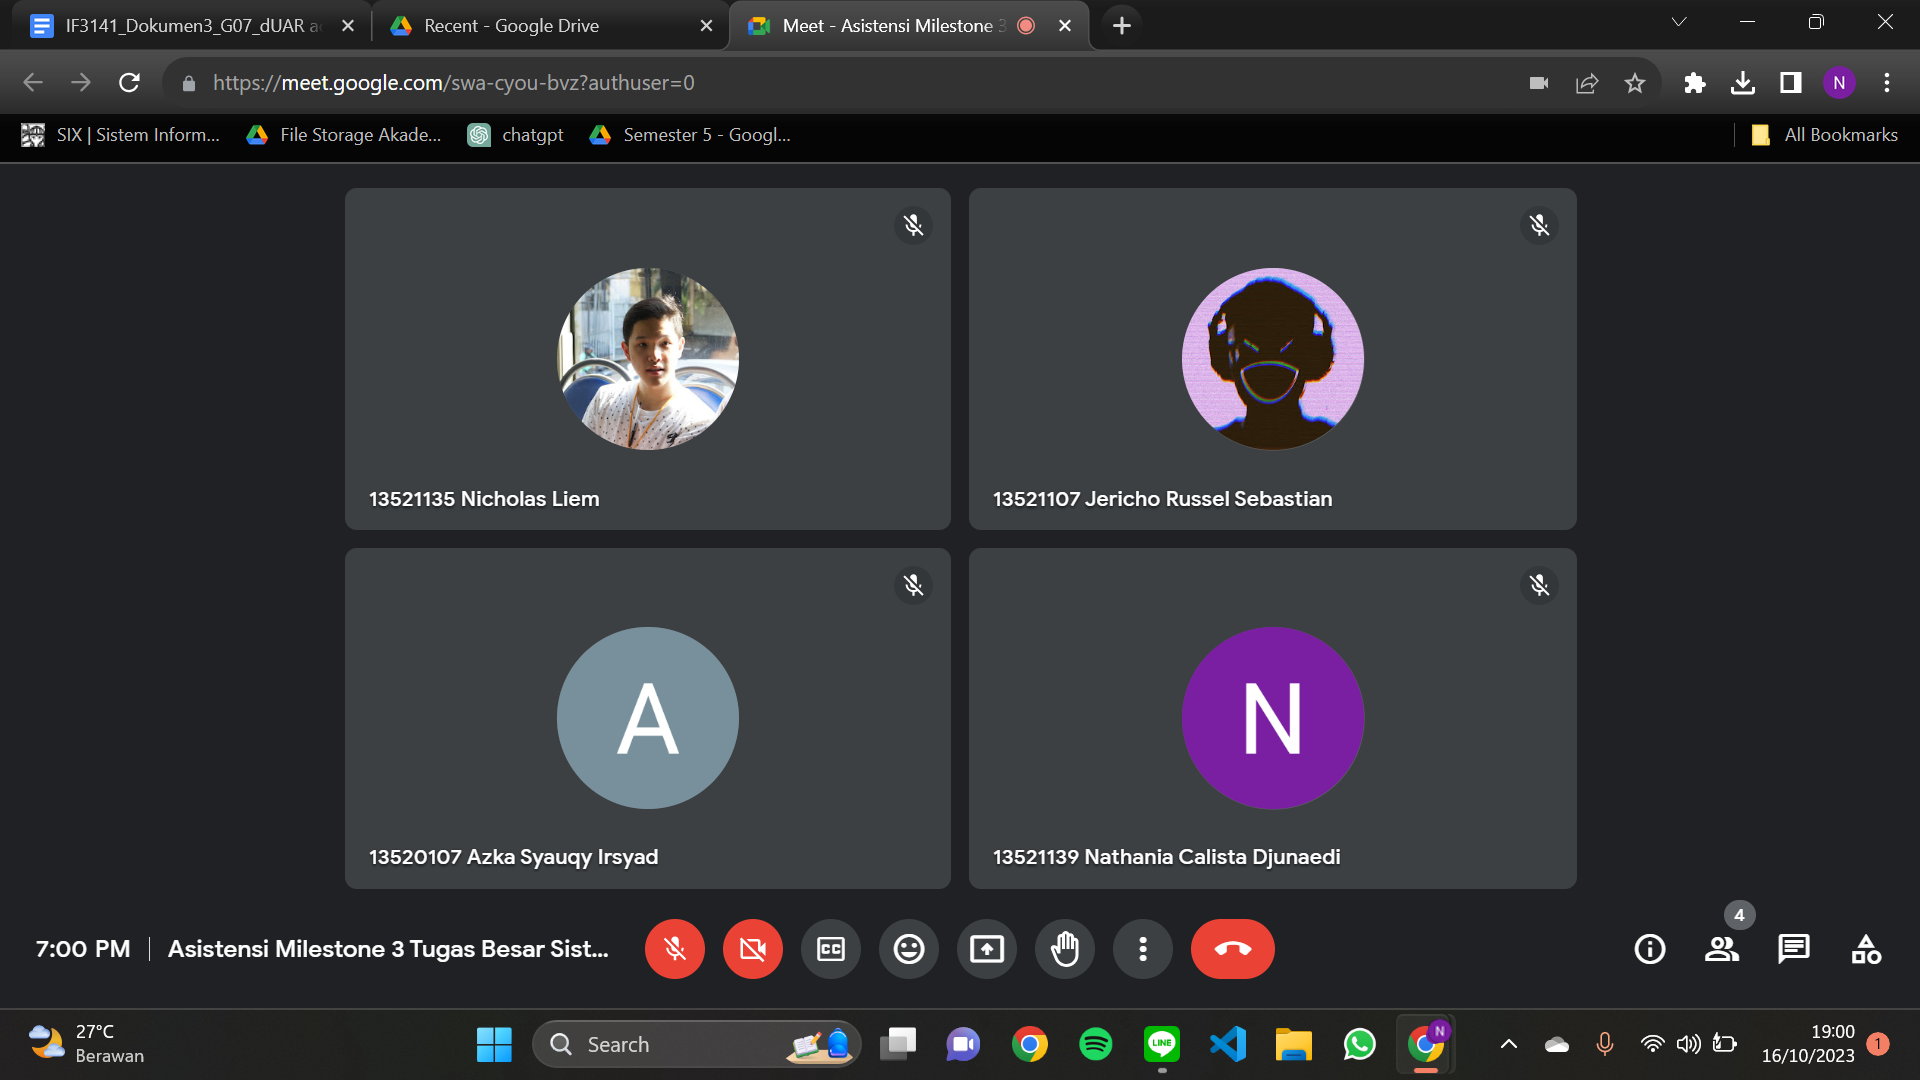 IF3141_Dokumen3_G07_dUAR a
Recent - Google Drive
Meet - Asistensi Milestone 3
https://meet.google.com/swa-cyou-bvz?authuser=0
N
SIX | Sistem Inform...
File Storage Akade...
chatgpt
Semester 5 - Googl...
All Bookmarks
13521135 Nicholas Liem
13521107 Jericho Russel Sebastian
A
N
13520107 Azka Syauqy Irsyad
13521139 Nathania Calista Djunaedi
4
7:00 PM
Asistensi Milestone 3 Tugas Besar Sist...
CC
27°C
Berawan
Search
LINE
N
19:00
16/10/2023
1